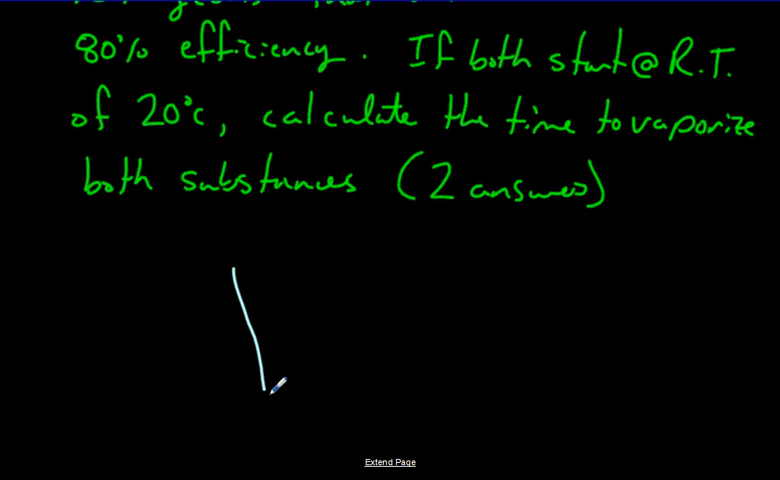 80% efficiency. If both start @ R.T.
of 20°C, calculate the time to vaporize
both substances (2 answers)
Extend Page